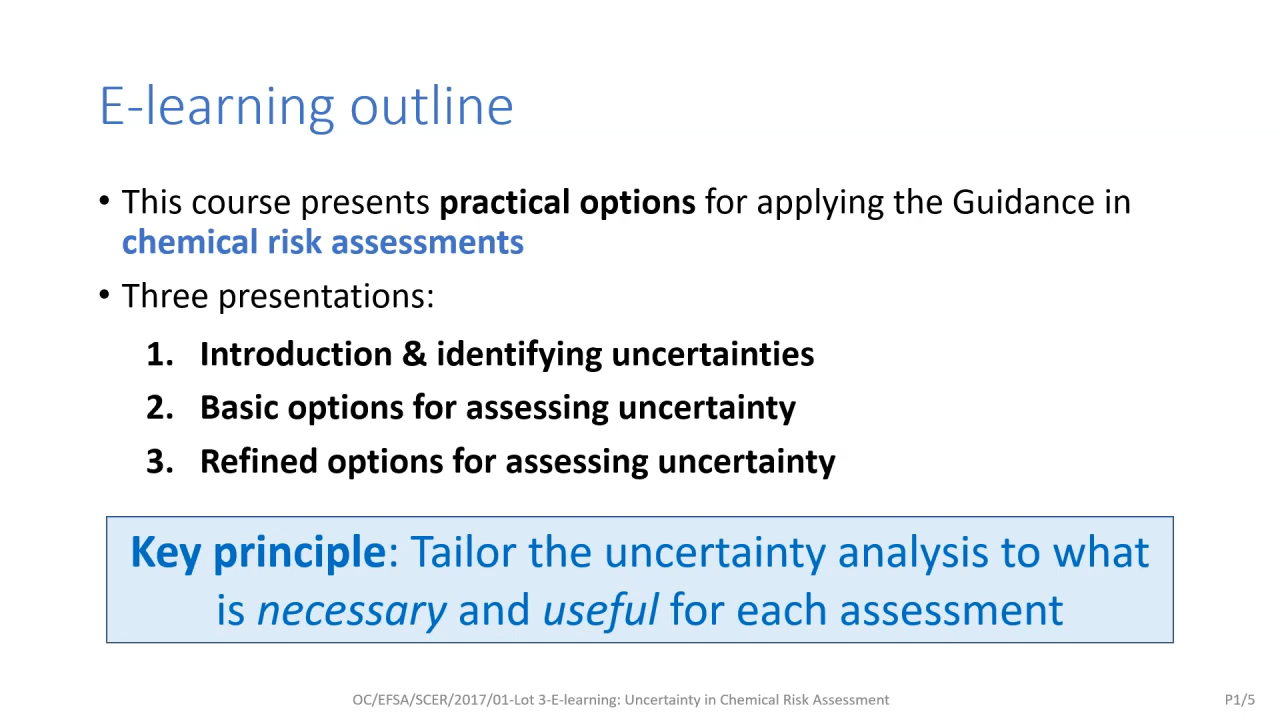 E-learning outline
• This course presents practical options for applying the Guidance in
chemical risk assessments
• Three presentations:
1. Introduction & identifying uncertainties
2. Basic options for assessing uncertainty
3. Refined options for assessing uncertainty
Key principle: Tailor the uncertainty analysis to what
is necessary and useful for each assessment
OC/EFSA/SCER/2017/01-Lot 3-E-learning: Uncertainty in Chemical Risk Assessment
P1/5